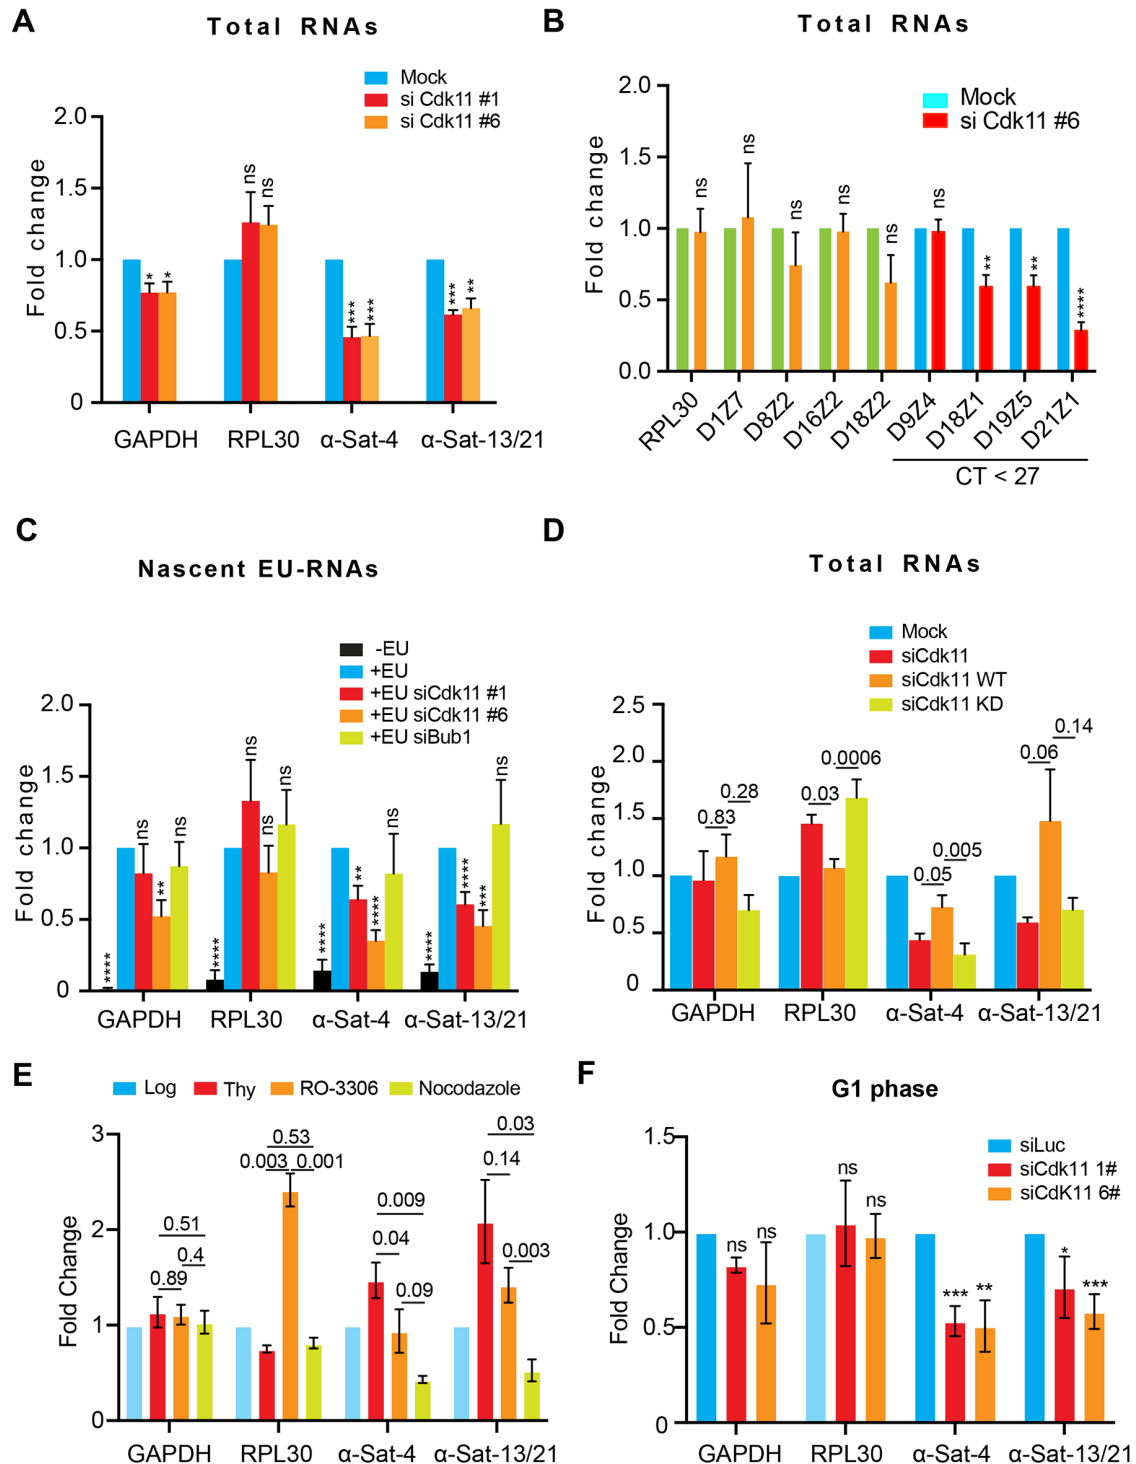 A
Total RNAs
Mock
si Cdk11 #1
si Cdk11 #6
Fold change
2.0
1.5
1.0
0.5
0
* *
ns ns
*** ***
*** **
GAPDH RPL30 α-Sat-4 α-Sat-13/21
B
Total RNAs
Mock
si Cdk11 #6
Fold change
2.0
1.5
1.0
0.5
0.0
ns ns ns ns ns ns ** ** ****
RPL30 D1Z7 D8Z2 D16Z2 D18Z2 D9Z4 D18Z1 D19Z5 D21Z1
CT < 27
C
Nascent EU-RNAs
-EU
+EU
+EU siCdk11 #1
+EU siCdk11 #6
+EU siBub1
Fold change
2.0
1.5
1.0
0.5
0
**** ns ** ns
**** ns ns ns
**** ** **** ns
**** **** *** ns
GAPDH RPL30 α-Sat-4 α-Sat-13/21
D
Total RNAs
Mock
siCdk11
siCdk11 WT
siCdk11 KD
Fold change
2.5
2.0
1.5
1.0
0.5
0
0.83 0.28
0.03 0.0006
0.05 0.005
0.06 0.14
GAPDH RPL30 α-Sat-4 α-Sat-13/21
E
Log Thy RO-3306 Nocodazole
Fold Change
3
2
1
0
0.51
0.4
0.89
0.53
0.003 0.001
0.009
0.04
0.09
0.03
0.14
0.003
GAPDH RPL30 α-Sat-4 α-Sat-13/21
F
G1 phase
siLuc
siCdk11 1#
siCdK11 6#
Fold Change
1.5
1.0
0.5
0
ns ns
ns ns
*** **
* ***
GAPDH RPL30 α-Sat-4 α-Sat-13/21